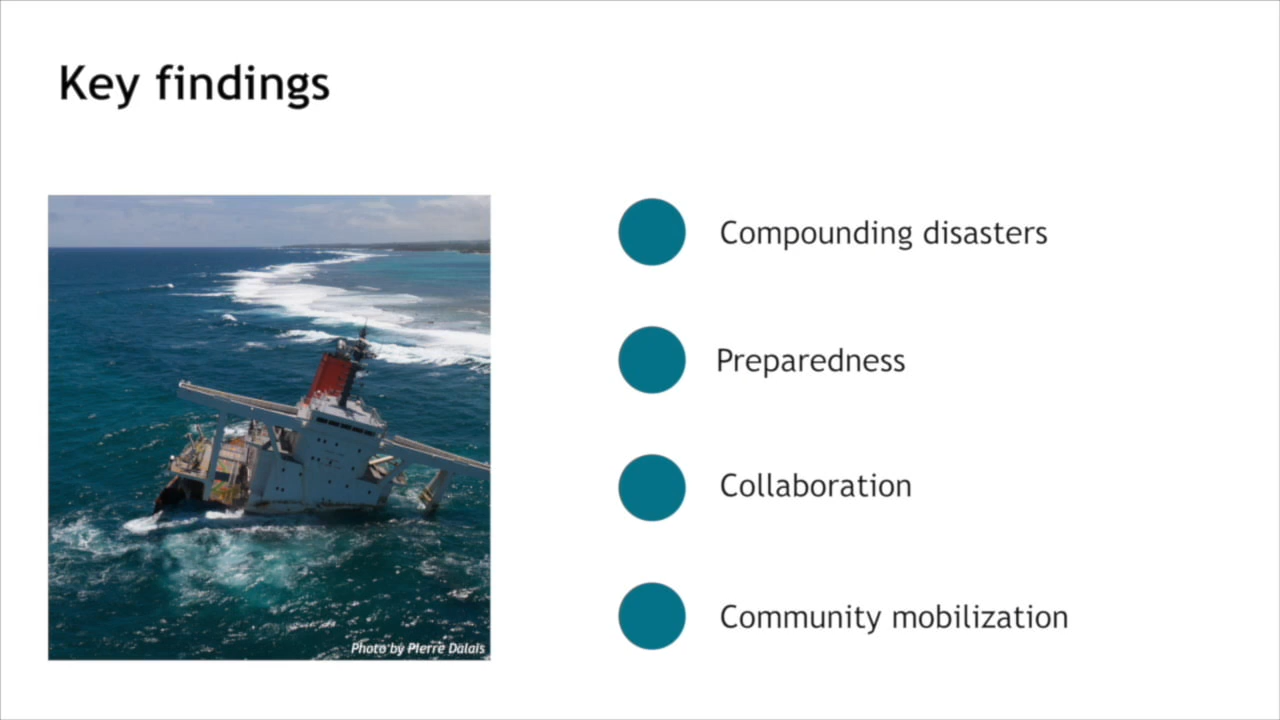 Key findings
Compounding disasters
Preparedness
Collaboration
Community mobilization
Photo by Pierre Dalais